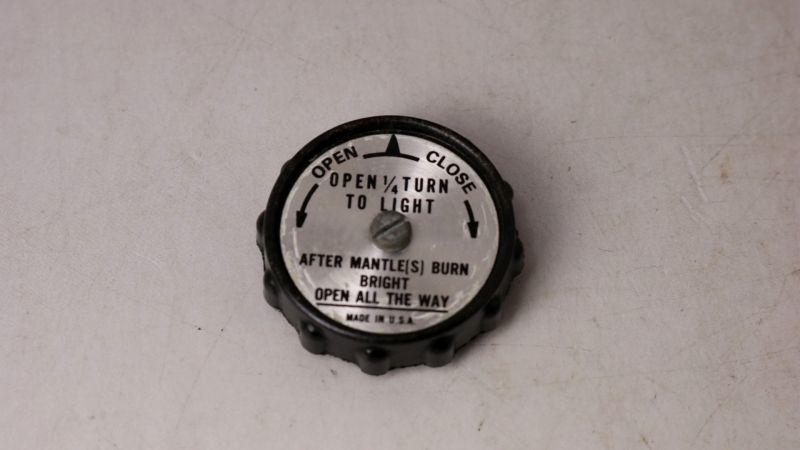 OPEN CLOSE
OPEN 1/4 TURN
TO LIGHT
AFTER MANTLE(S) BURN
BRIGHT
OPEN ALL THE WAY
MADE IN U.S.A.